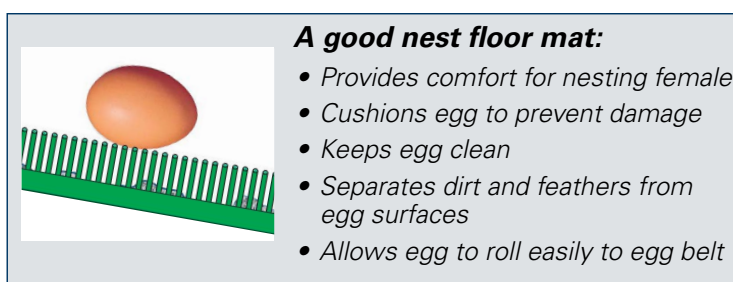 A good nest floor mat:
• Provides comfort for nesting female
• Cushions egg to prevent damage
• Keeps egg clean
• Separates dirt and feathers from
egg surfaces
• Allows egg to roll easily to egg belt